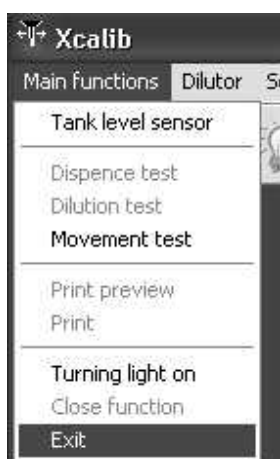 Xcalib
Main functions Dilutor
Tank level sensor
Dispence test
Dilution test
Movement test
Print preview
Print
Turning light on
Close function
Exit